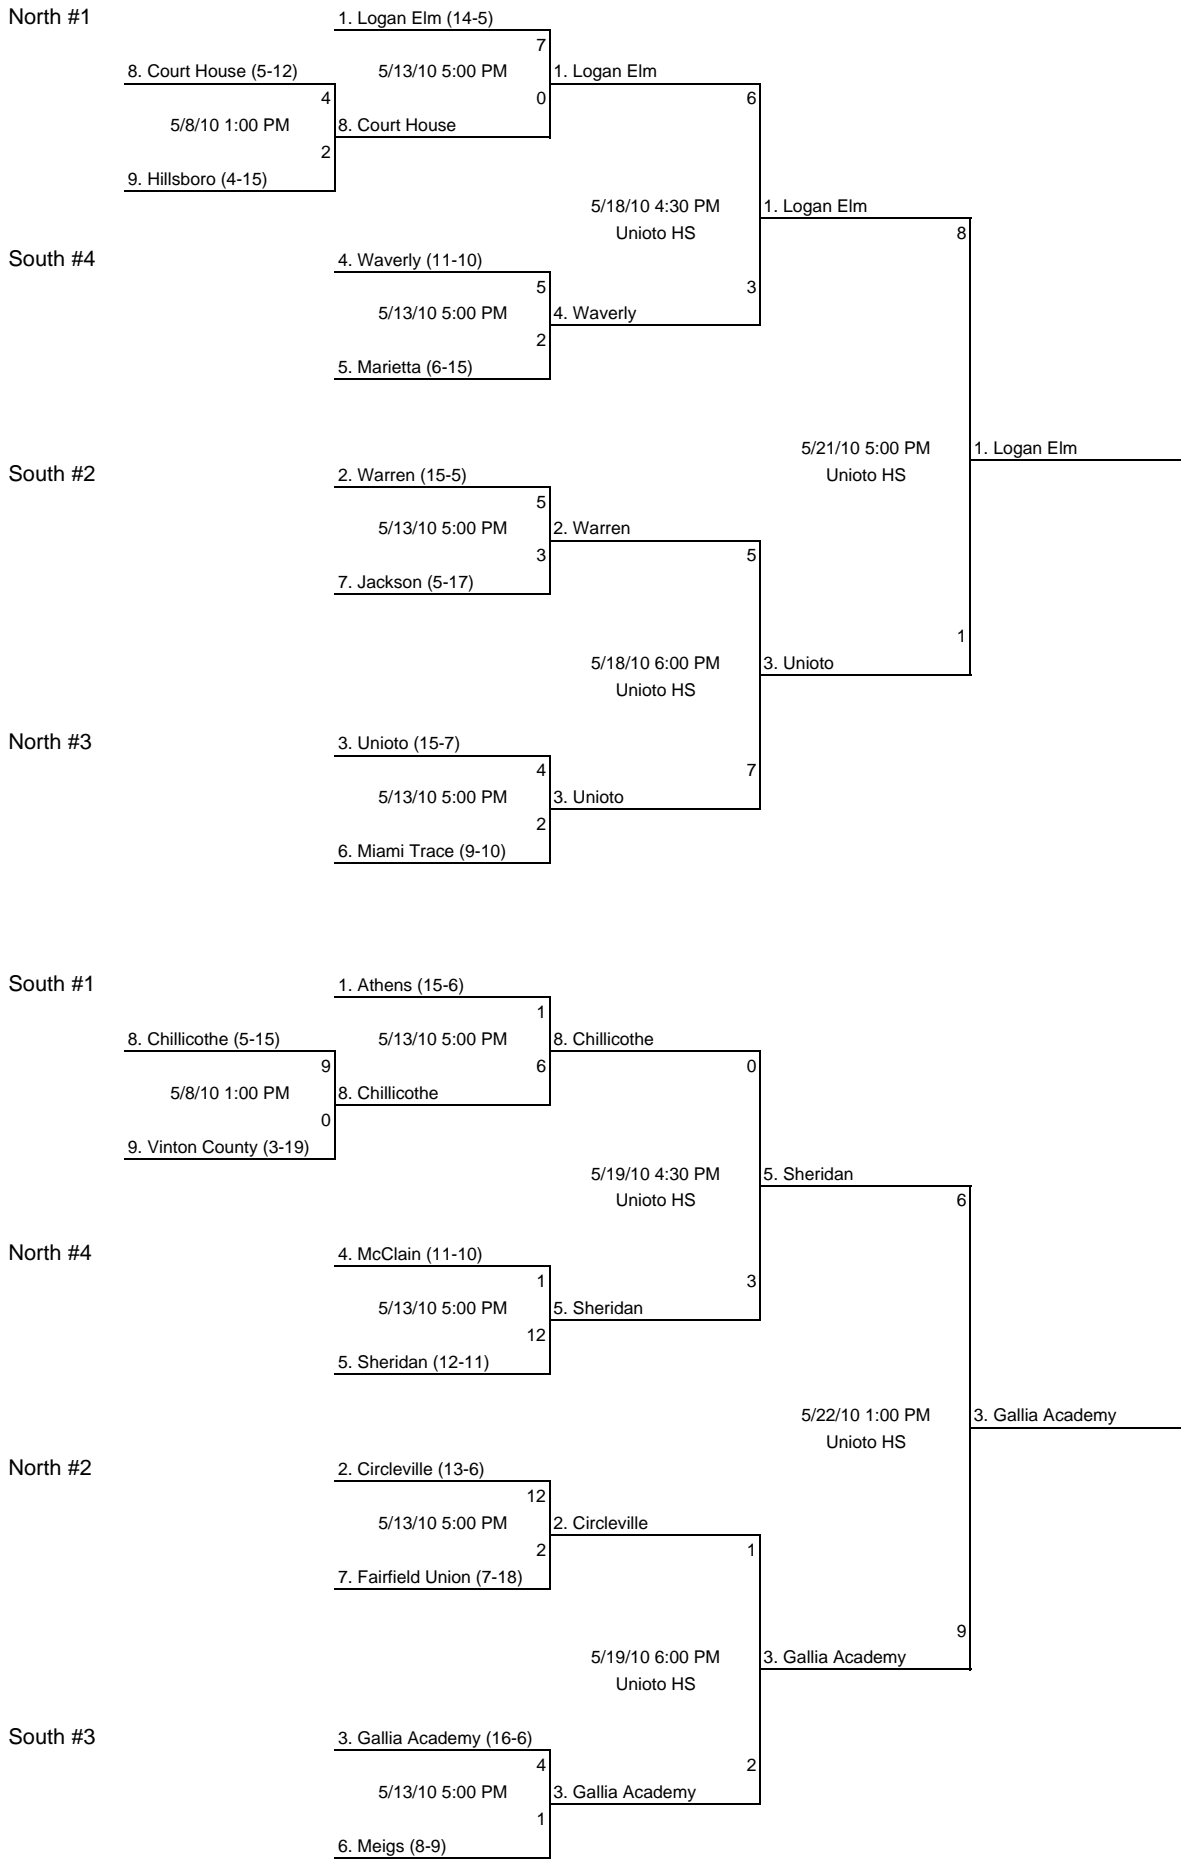 North #1
1. Logan Elm (14-5)
7
8. Court House (5-12)
5/13/10 5:00 PM
1. Logan Elm
4
0
6
5/8/10 1:00 PM
8. Court House
2
9. Hillsboro (4-15)
5/18/10 4:30 PM
1. Logan Elm
Unioto HS
8
South #4
4. Waverly (11-10)
5
3
5/13/10 5:00 PM
4. Waverly
2
5. Marietta (6-15)
5/21/10 5:00 PM
1. Logan Elm
Unioto HS
South #2
2. Warren (15-5)
5
5/13/10 5:00 PM
2. Warren
3
5
7. Jackson (5-17)
1
5/18/10 6:00 PM
3. Unioto
Unioto HS
North #3
3. Unioto (15-7)
4
7
5/13/10 5:00 PM
3. Unioto
2
6. Miami Trace (9-10)
South #1
1. Athens (15-6)
1
8. Chillicothe (5-15)
5/13/10 5:00 PM
8. Chillicothe
9
6
0
5/8/10 1:00 PM
8. Chillicothe
0
9. Vinton County (3-19)
5/19/10 4:30 PM
5. Sheridan
Unioto HS
6
North #4
4. McClain (11-10)
1
3
5/13/10 5:00 PM
5. Sheridan
12
5. Sheridan (12-11)
5/22/10 1:00 PM
3. Gallia Academy
Unioto HS
North #2
2. Circleville (13-6)
12
5/13/10 5:00 PM
2. Circleville
2
1
7. Fairfield Union (7-18)
9
5/19/10 6:00 PM
3. Gallia Academy
Unioto HS
South #3
3. Gallia Academy (16-6)
4
2
5/13/10 5:00 PM
3. Gallia Academy
1
6. Meigs (8-9)